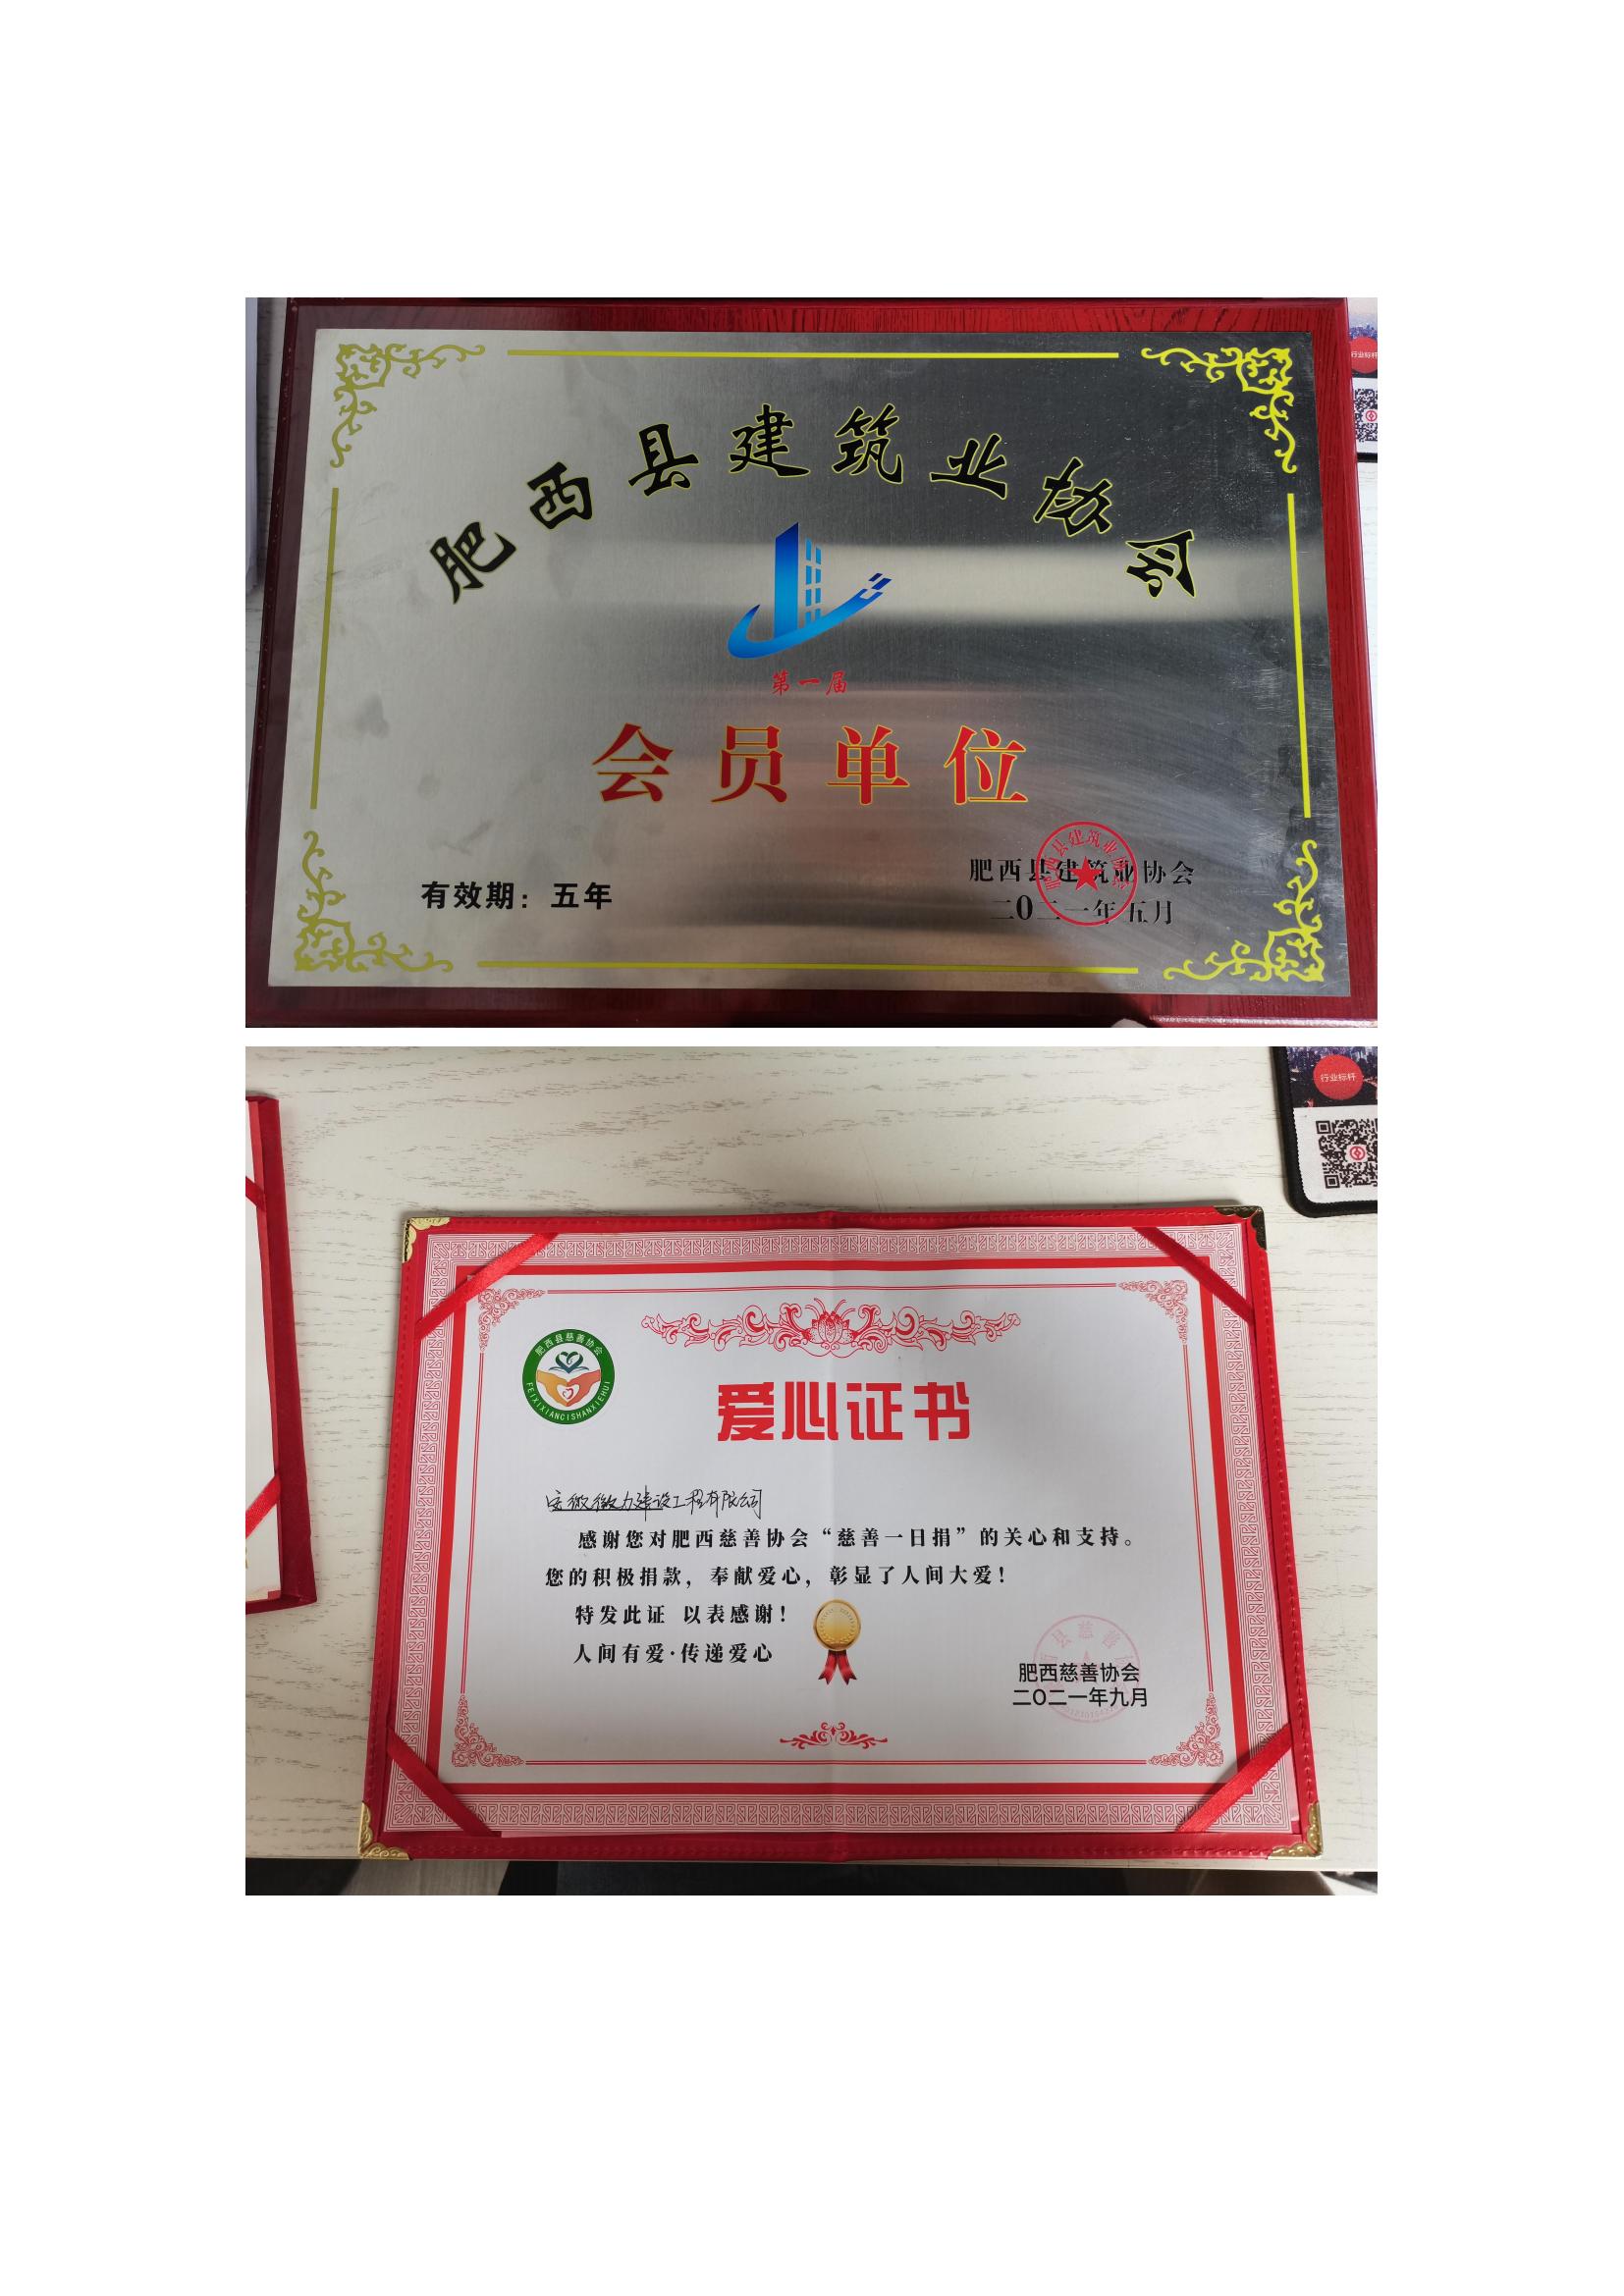 肥西县建筑业协会
第一届
会员单位
有效期：五年
肥西县建筑业协会
二0二一年五月
行业标杆
行业标杆
肥西县慈善协会
FEIXIXIANCISHANXIEHUI
爱心证书
建设工程有限公司
感谢您对肥西慈善协会“慈善一日捐”的关心和支持。
您的积极捐款，奉献爱心，彰显了人间大爱！
特发此证 以表感谢！
人间有爱·传递爱心
肥西慈善协会
二〇二一年九月